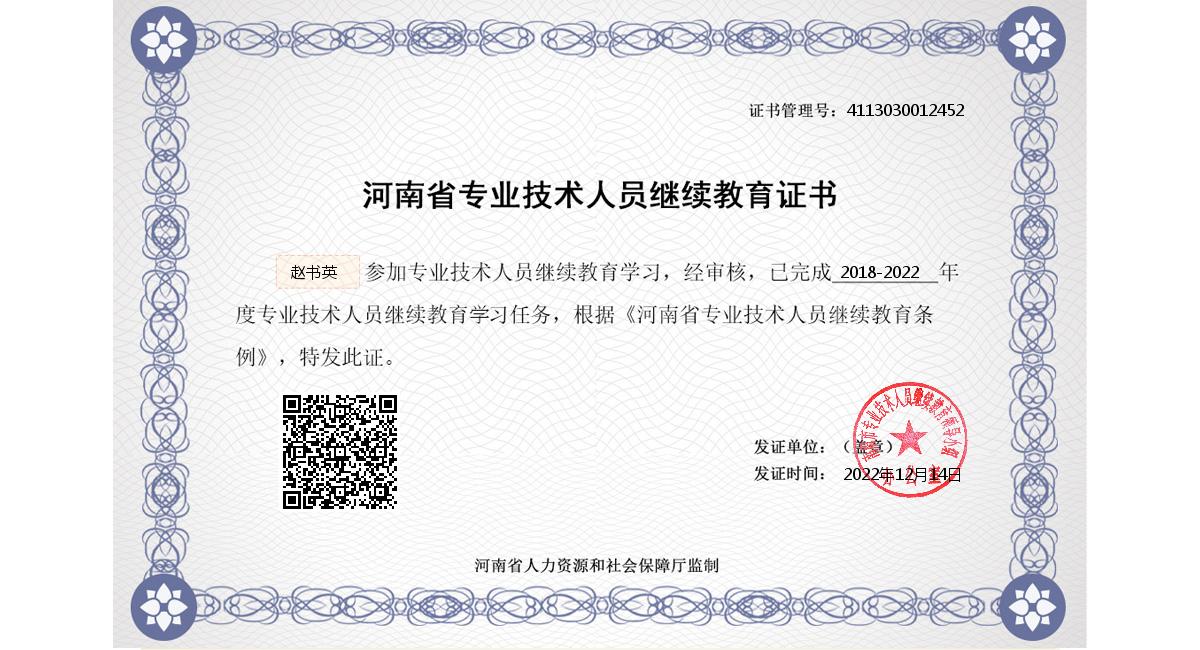 证书管理号：4113030012452
河南省专业技术人员继续教育证书
赵书英 参加专业技术人员继续教育学习，经审核，已完成 2018-2022 年
度专业技术人员继续教育学习任务，根据《河南省专业技术人员继续教育条
例》，特发此证。
发证单位：（盖章）
发证时间： 2022年12月14日
河南省人力资源和社会保障厅监制